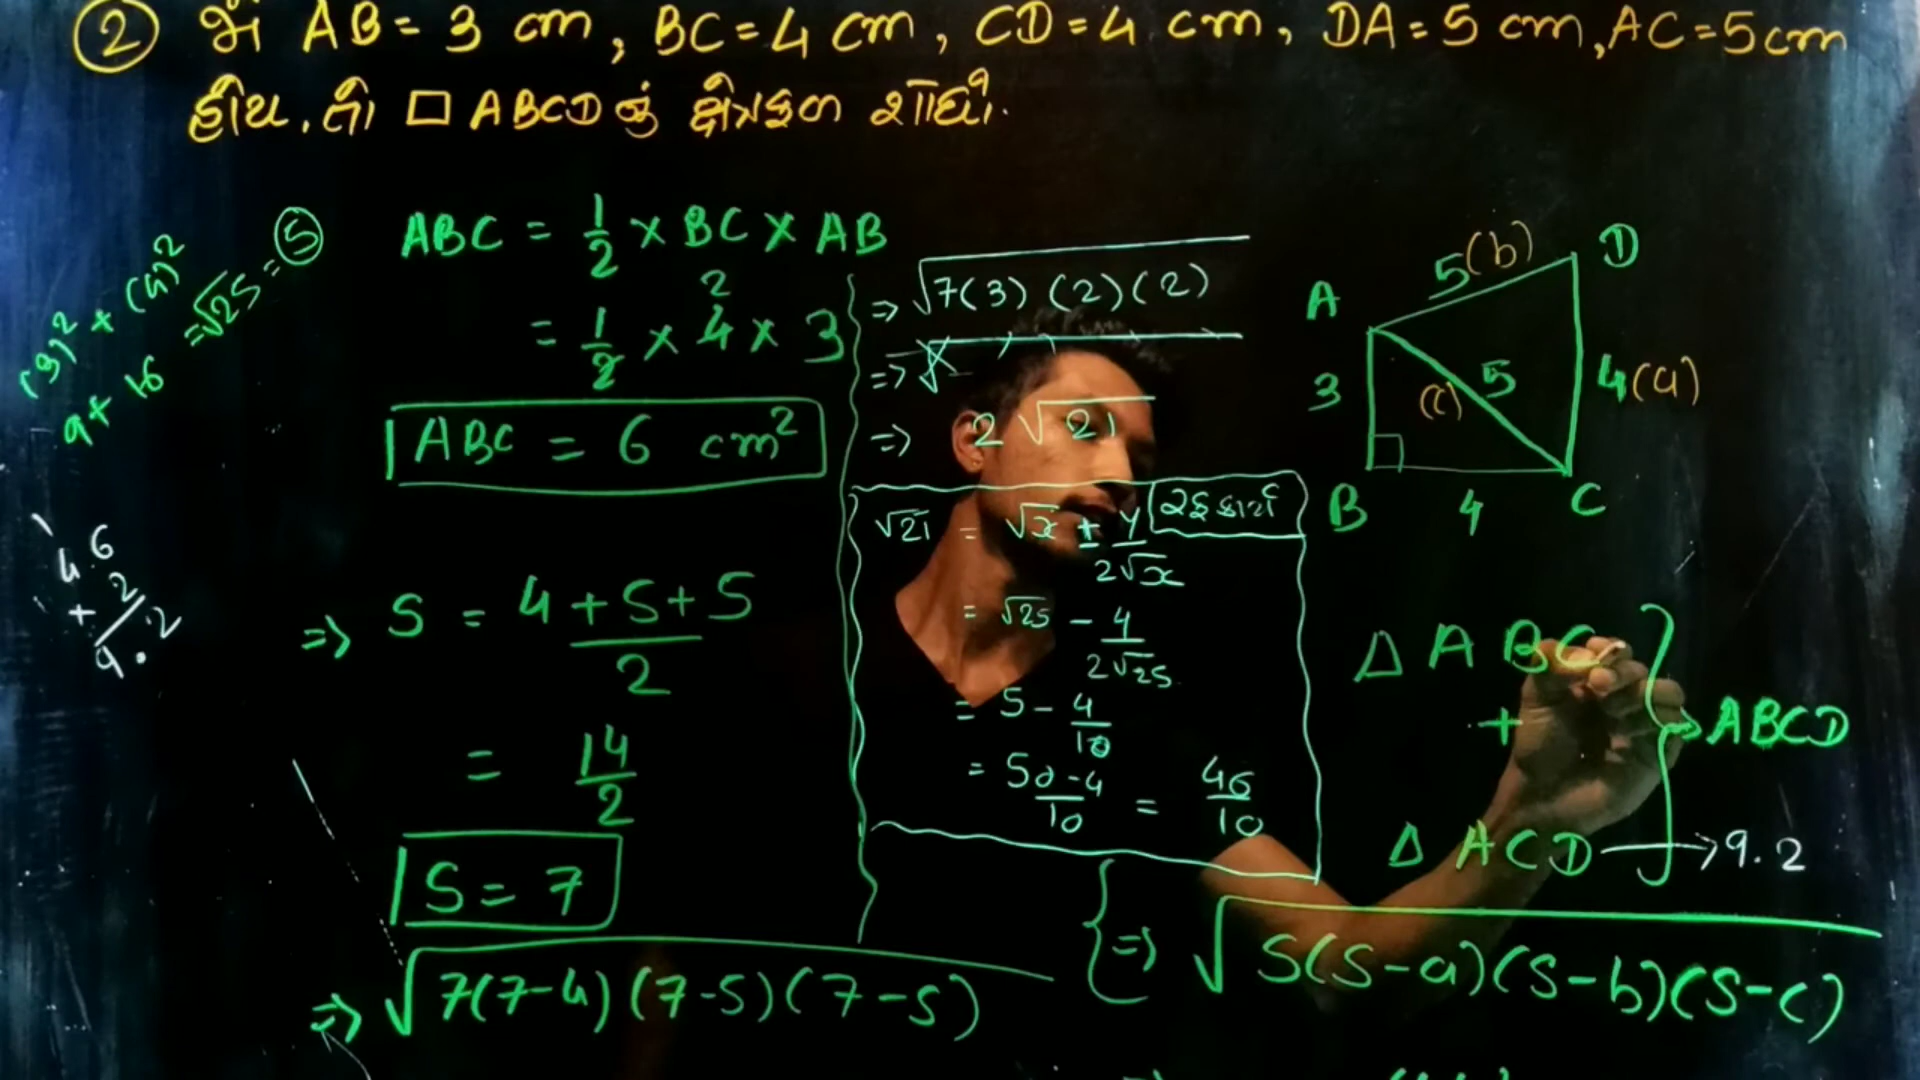 ② જો AB = 3 cm, BC = 4 cm, CD = 4 cm, DA = 5 cm, AC = 5 cm
હોય. તો □ ABCD નું ક્ષેત્રફળ શોધો.
(3)² × (4)²
9 + 16 = √25 = ⑤
4.6
+ 2
9.2
ABC = 1/2 × BC × AB
2
= 1/2 × 4 × 3
ABC = 6 cm²
=> S = 4 + 5 + 5 / 2
= 14/2
S = 7
=> √7(7-4)(7-5)(7-5)
=> √7(3)(2)(2)
=> 2√21
રફકાર્ય
√21 = √x ± y/2√x
= √25 - 4/2√25
= 5 - 4/10
= 50-4/10 = 46/10
A 5(b) D
3 (c) 5 4(a)
B 4 C
△ ABC
+ → ABCD
△ ACD → 9.2
=> √S(S-a)(S-b)(S-c)